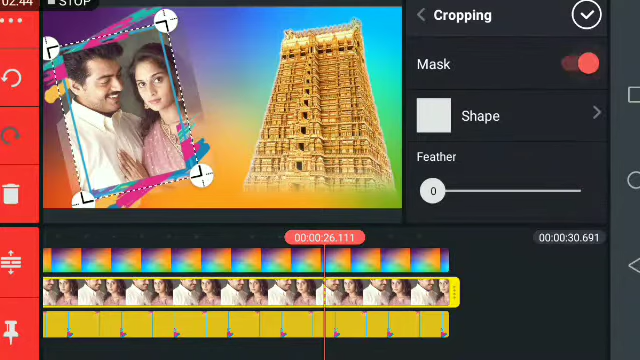 02:44
STOP
Cropping
Mask
Shape
Feather
0
00:00:26.111
00:00:30.691